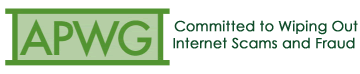 APWG
Committed to Wiping Out
Internet Scams and Fraud